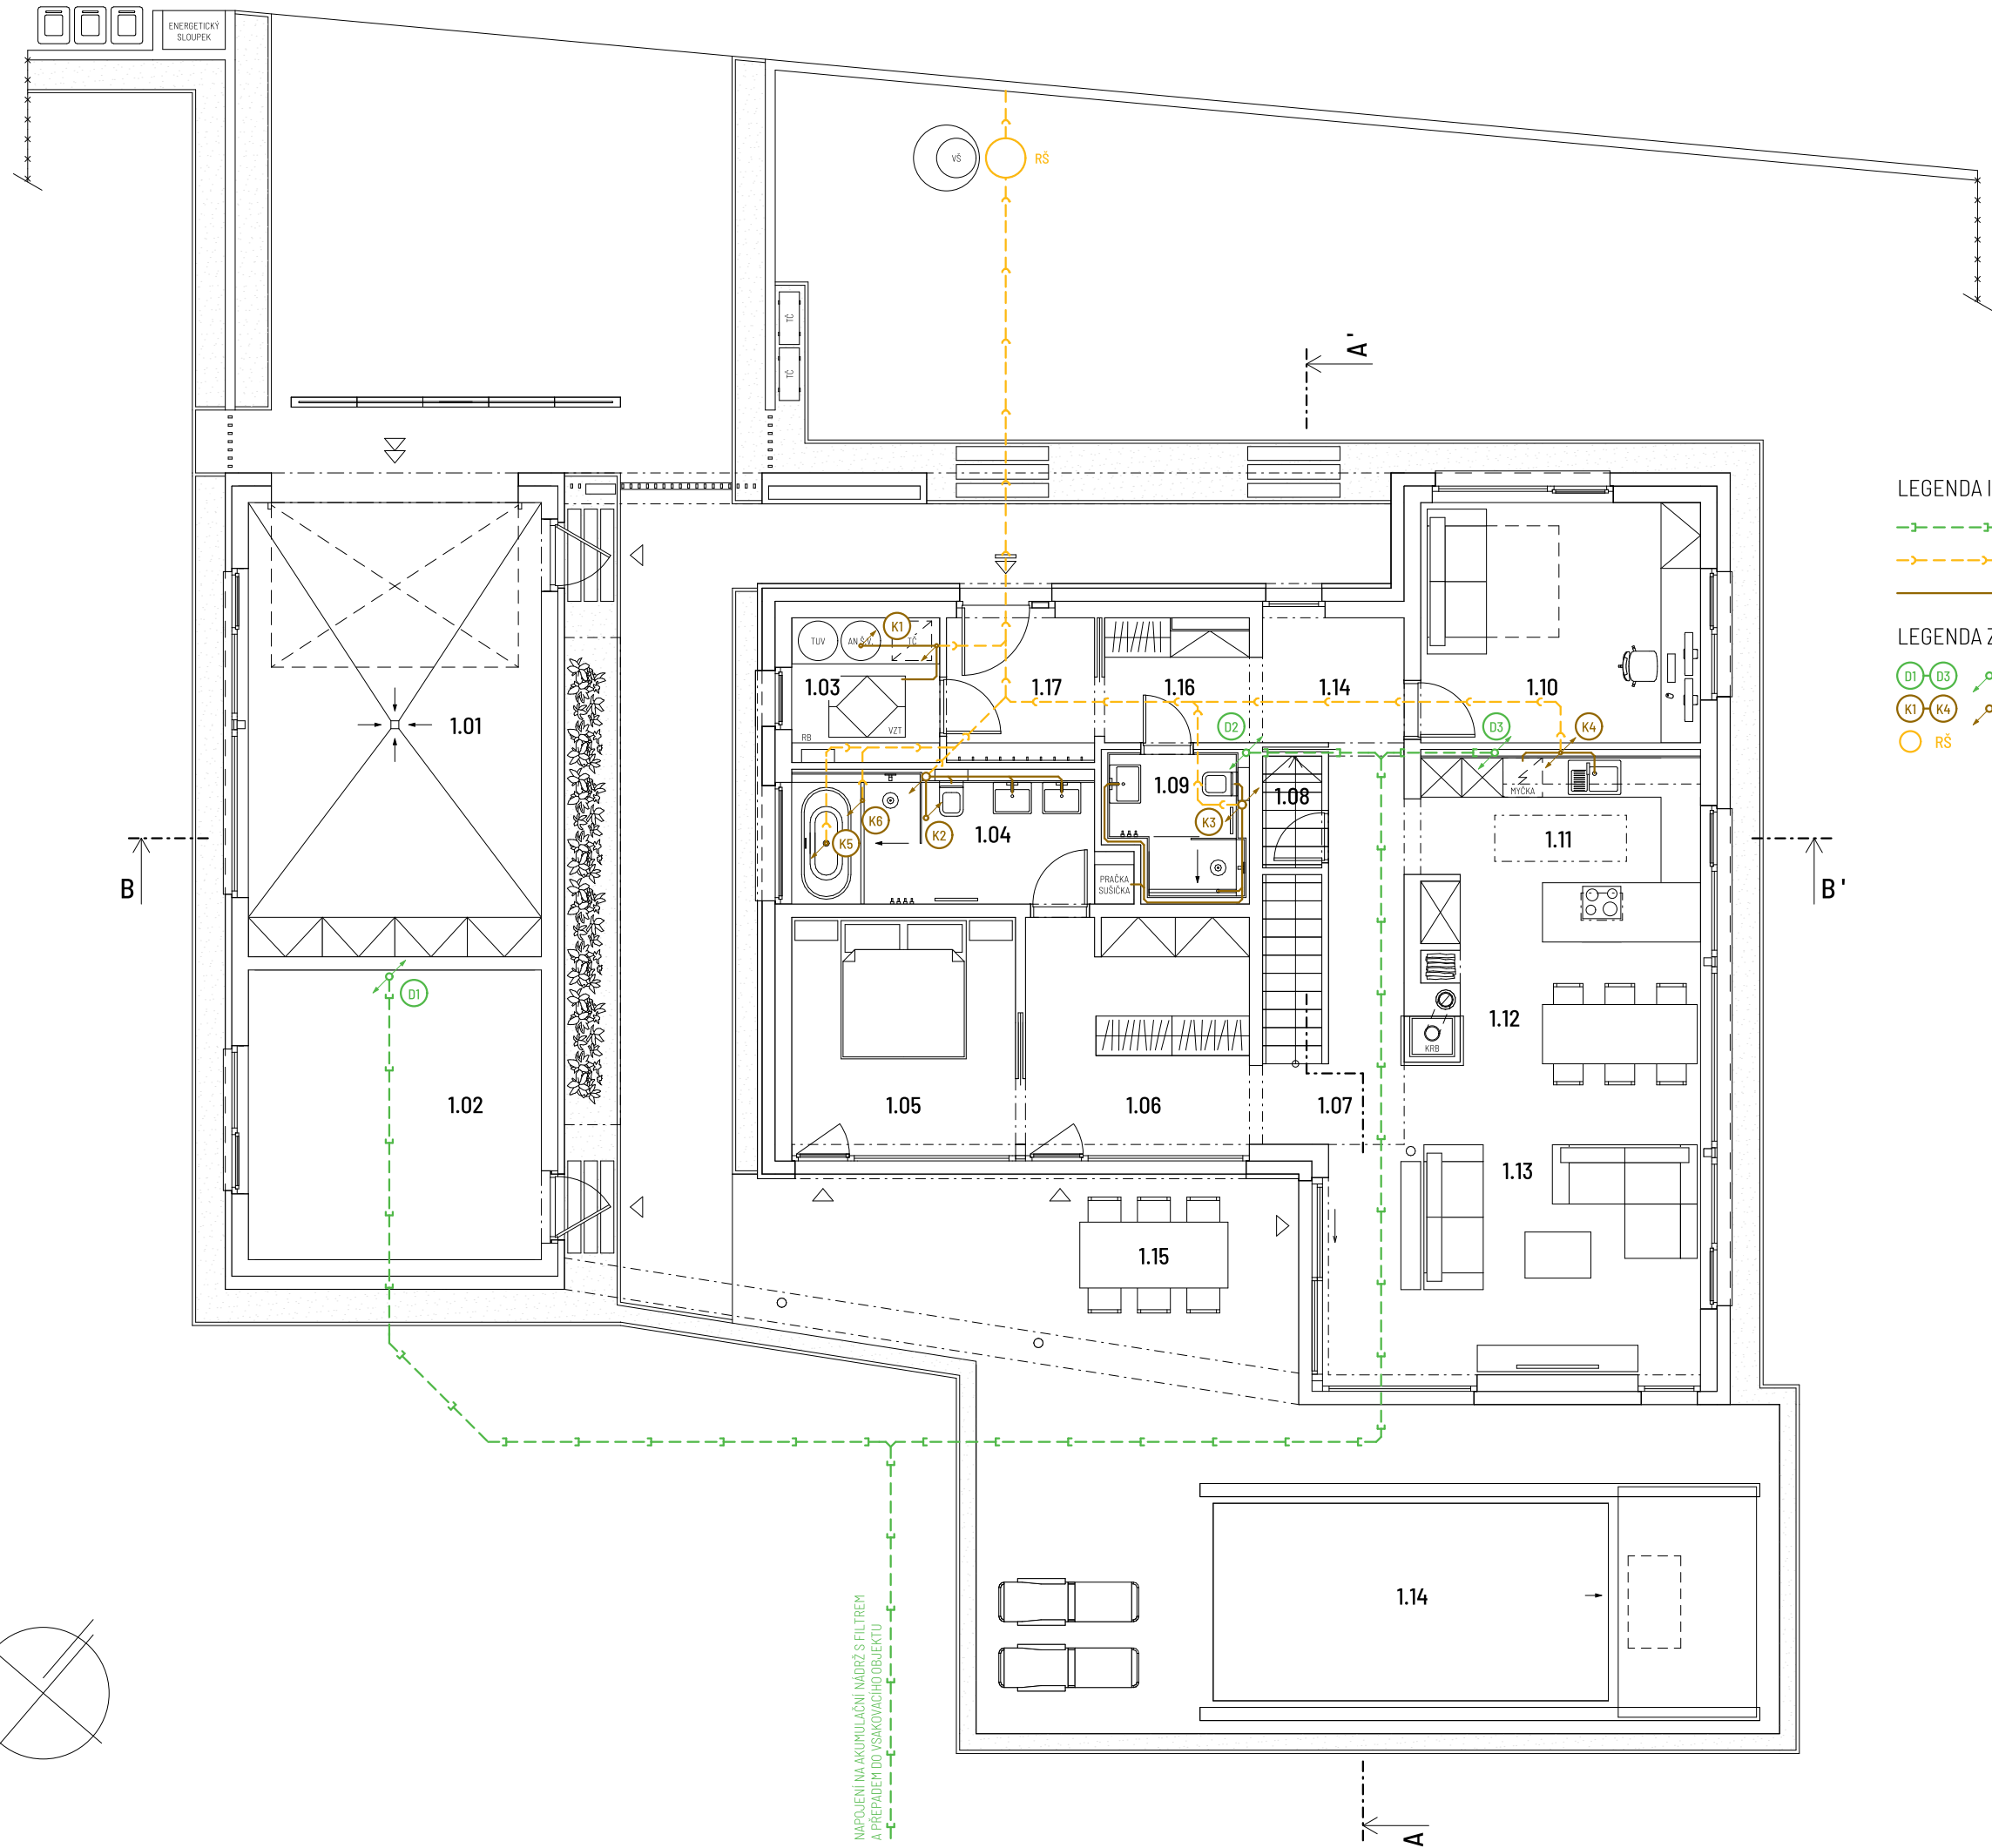 ENERGETICKÝ
SLOUPEK
VŠ
RŠ
TČ
TČ
A'
LEGENDA I
LEGENDA Z
D1 D3
K1 K4
RŠ
TUV
AN.Š.V.
K1
TČ
1.03
1.17
1.16
1.14
1.10
1.01
RB
VZT
D2
D3
K4
1.09
1.08
MYČKA
K6
K3
K2
1.04
K5
1.11
B
B'
PRAČKA
SUŠIČKA
D1
1.12
KRB
1.02
1.05
1.06
1.07
1.13
1.15
1.14
NAPOJENÍ NA AKUMULAČNÍ NÁDRŽ S FILTREM
A PŘEPADEM DO VSAKOVACÍHO OBJEKTU
A